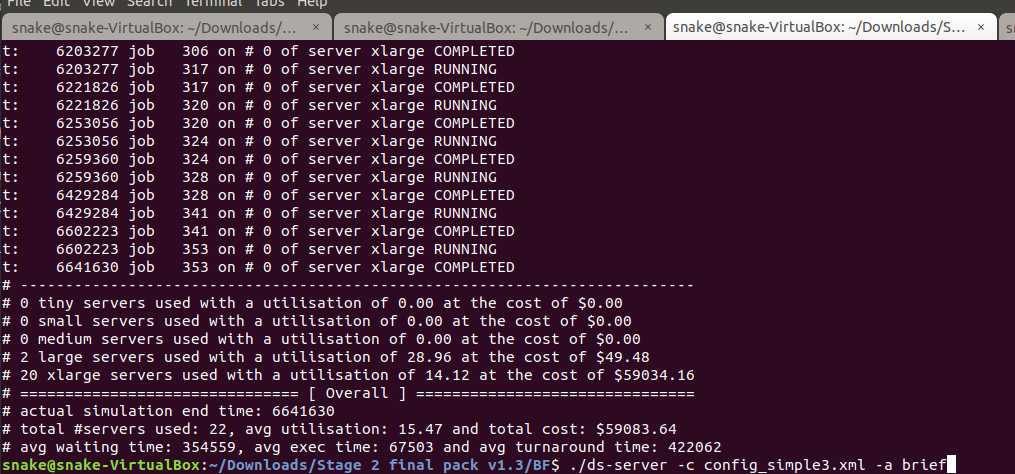 File Edit View Search Terminal Tabs Help
snake@snake-VirtualBox: ~/Downloads/... × snake@snake-VirtualBox: ~/Downloads/... × snake@snake-VirtualBox: ~/Downloads/S... ×
t: 6203277 job 306 on # 0 of server xlarge COMPLETED
t: 6203277 job 317 on # 0 of server xlarge RUNNING
t: 6221826 job 317 on # 0 of server xlarge COMPLETED
t: 6221826 job 320 on # 0 of server xlarge RUNNING
t: 6253056 job 320 on # 0 of server xlarge COMPLETED
t: 6253056 job 324 on # 0 of server xlarge RUNNING
t: 6259360 job 324 on # 0 of server xlarge COMPLETED
t: 6259360 job 328 on # 0 of server xlarge RUNNING
t: 6429284 job 328 on # 0 of server xlarge COMPLETED
t: 6429284 job 341 on # 0 of server xlarge RUNNING
t: 6602223 job 341 on # 0 of server xlarge COMPLETED
t: 6602223 job 353 on # 0 of server xlarge RUNNING
t: 6641630 job 353 on # 0 of server xlarge COMPLETED
# ---------------------------------------------------------------------------
# 0 tiny servers used with a utilisation of 0.00 at the cost of $0.00
# 0 small servers used with a utilisation of 0.00 at the cost of $0.00
# 0 medium servers used with a utilisation of 0.00 at the cost of $0.00
# 2 large servers used with a utilisation of 28.96 at the cost of $49.48
# 20 xlarge servers used with a utilisation of 14.12 at the cost of $59034.16
# =============================== [ Overall ] ===============================
# actual simulation end time: 6641630
# total #servers used: 22, avg utilisation: 15.47 and total cost: $59083.64
# avg waiting time: 354559, avg exec time: 67503 and avg turnaround time: 422062
snake@snake-VirtualBox:~/Downloads/Stage 2 final pack v1.3/BF$ ./ds-server -c config_simple3.xml -a brief